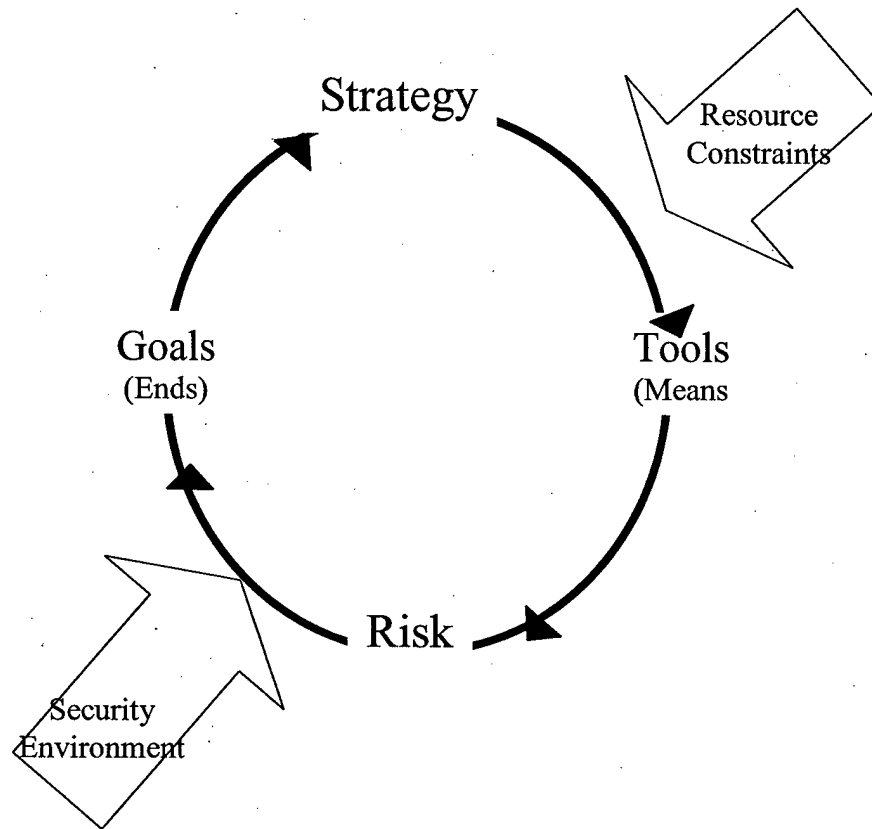 Strategy
Resource
Constraints
Goals
(Ends)
Tools
(Means
Risk
Security
Environment